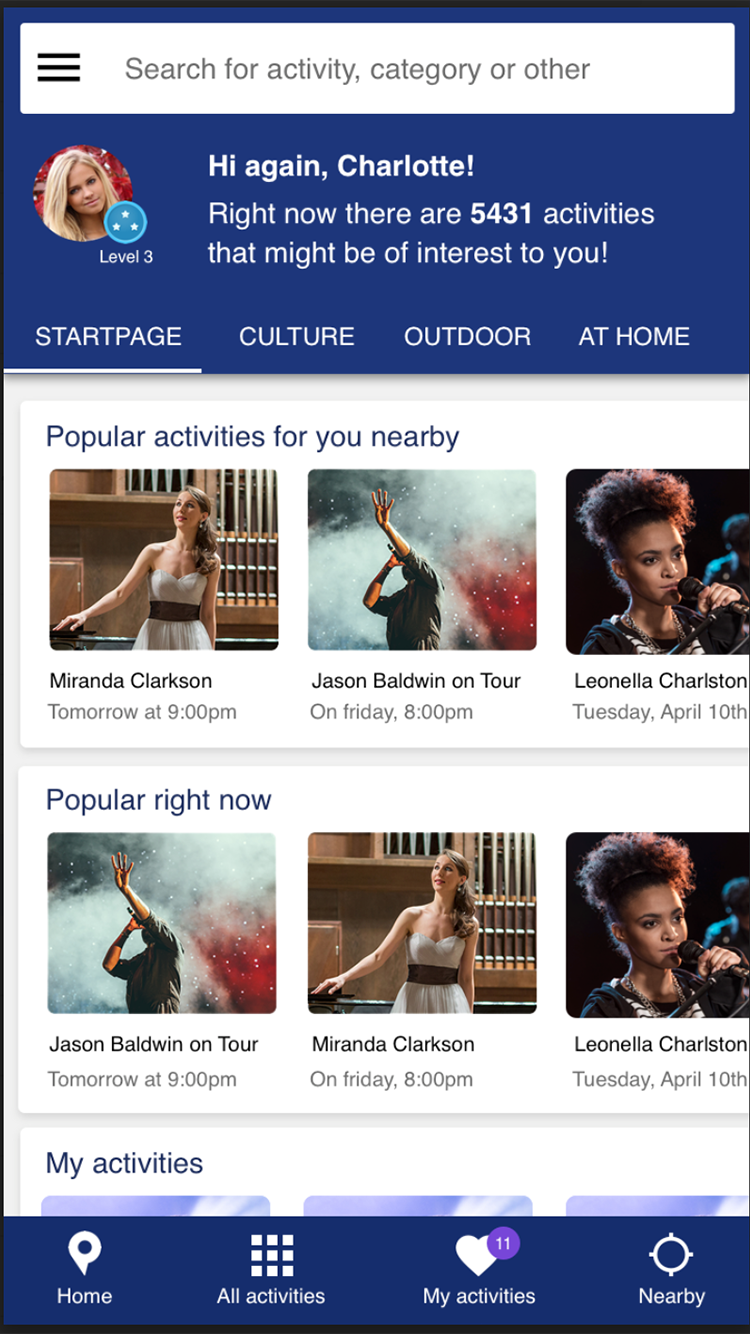 Search for activity, category or other
Hi again, Charlotte!
Right now there are 5431 activities
that might be of interest to you!
Level 3
STARTPAGE CULTURE OUTDOOR AT HOME
Popular activities for you nearby
Miranda Clarkson Jason Baldwin on Tour Leonella Charlston
Tomorrow at 9:00pm On friday, 8:00pm Tuesday, April 10th
Popular right now
Jason Baldwin on Tour Miranda Clarkson Leonella Charlston
Tomorrow at 9:00pm On friday, 8:00pm Tuesday, April 10th
My activities
11
Home All activities My activities Nearby